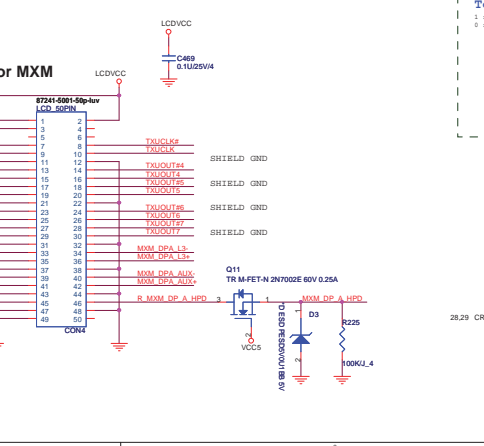 LCDVCC
C469
0.1U/25V/4
or MXM
LCDVCC
87241-5001-50p-luv
LCD_50PIN
1 2
3 4
5 6
7 8
9 10
11 12
13 14
15 16
17 18
19 20
21 22
23 24
25 26
27 28
29 30
31 32
33 34
35 36
37 38
39 40
41 42
43 44
45 46
47 48
49 50
CON4
TXUCLK#
TXUCLK
SHIELD GND
TXUOUT#4
TXUOUT4
SHIELD GND
TXUOUT#5
TXUOUT5
SHIELD GND
TXUOUT#6
TXUOUT6
TXUOUT#7
TXUOUT7
SHIELD GND
MXM_DPA_L3-
MXM_DPA_L3+
MXM_DPA_AUX-
MXM_DPA_AUX+
R_MXM_DP_A_HPD
Q11
TR M-FET-N 2N7002E 60V 0.25A
3
1
2
VCC5
MXM_DP_A_HPD
D3
1
2
R225
100K/J_4
28,29 CR